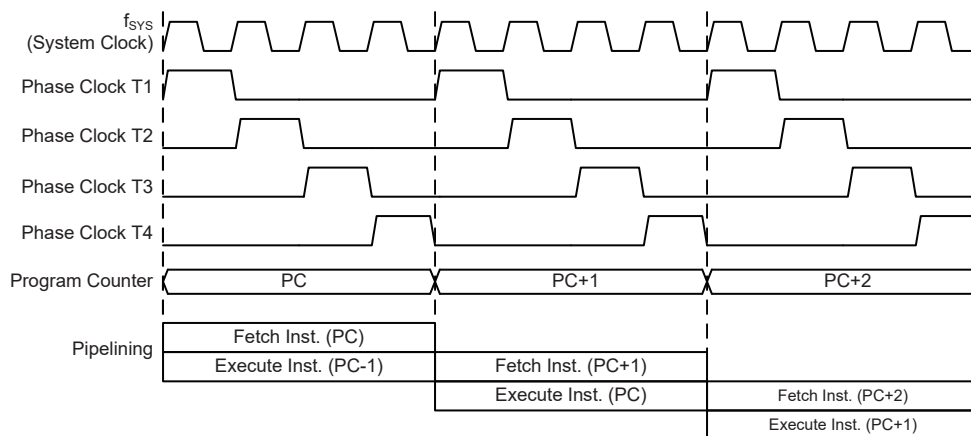 fSYS
(System Clock)
Phase Clock T1
Phase Clock T2
Phase Clock T3
Phase Clock T4
Program Counter
PC
PC+1
PC+2
Pipelining
Fetch Inst. (PC)
Execute Inst. (PC-1)
Fetch Inst. (PC+1)
Execute Inst. (PC)
Fetch Inst. (PC+2)
Execute Inst. (PC+1)